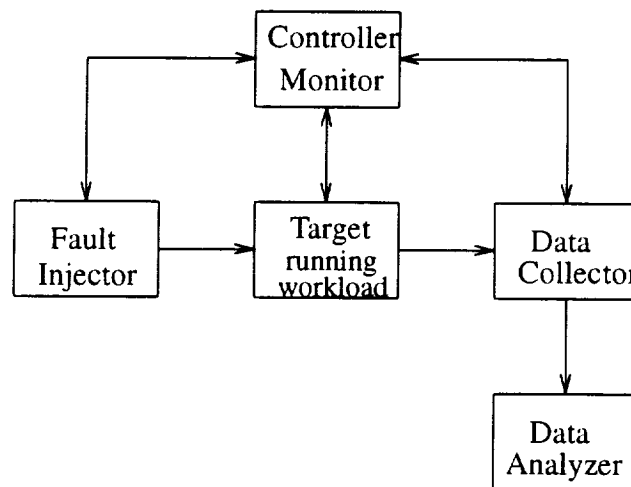 Controller
Monitor
Fault
Injector
Target
running
workload
Data
Collector
Data
Analyzer